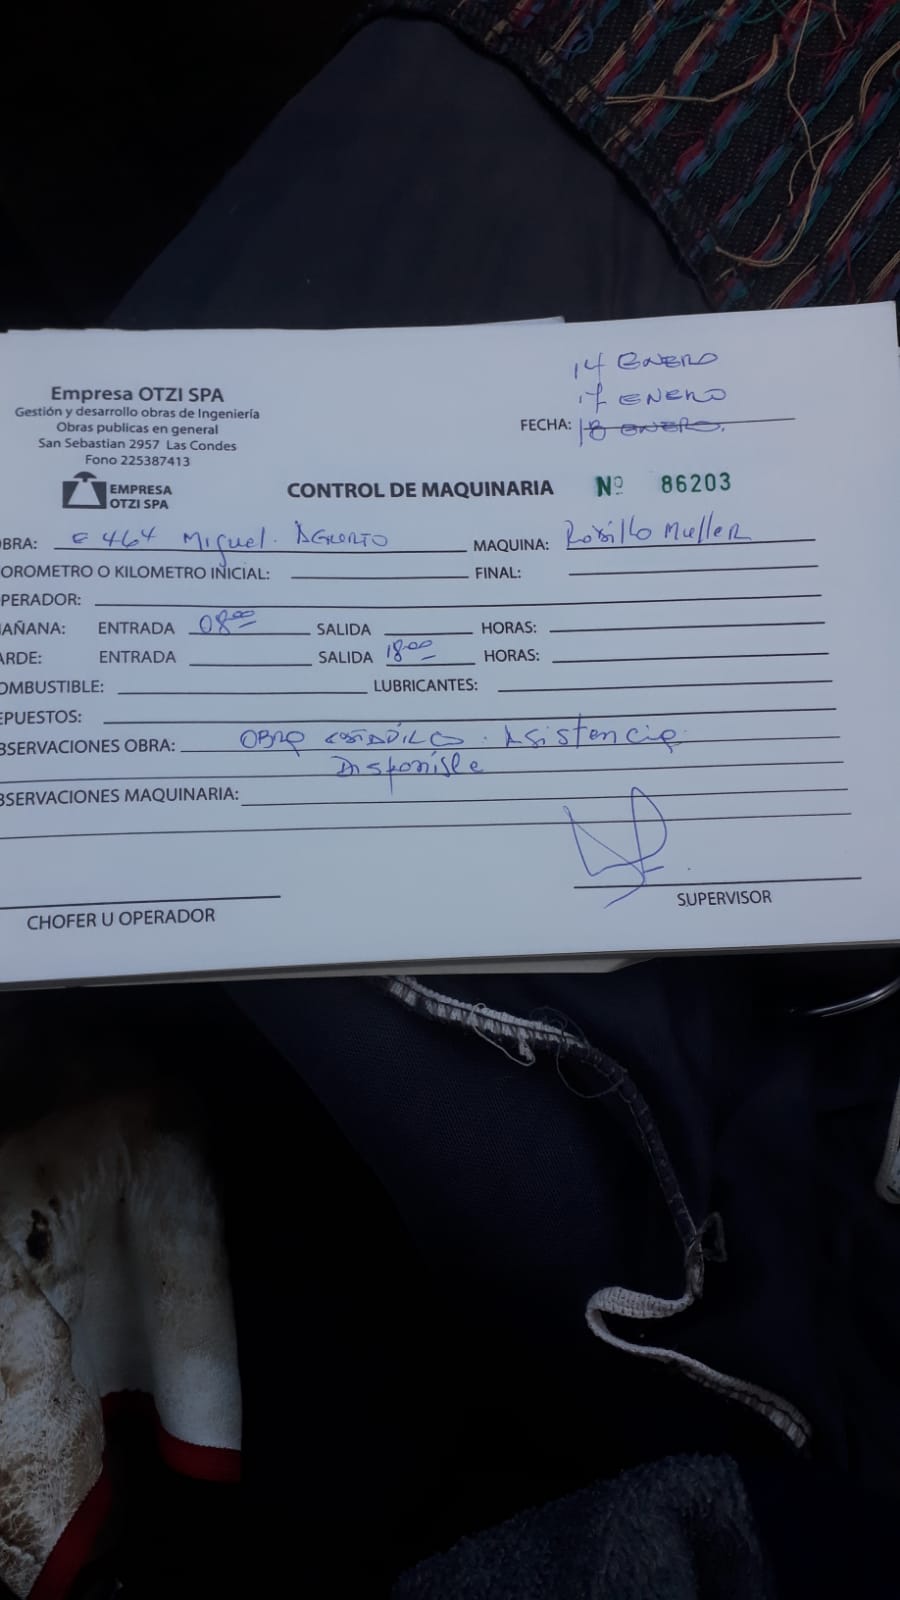 14 ENERO
17 ENERO
FECHA: 18 ENERO.
Empresa OTZI SPA
Gestión y desarrollo obras de Ingeniería
Obras publicas en general
San Sebastian 2957 Las Condes
Fono 225387413
EMPRESA
OTZI SPA
CONTROL DE MAQUINARIA Nº 86203
OBRA: E 464 Miguel. AGURTO MAQUINA: Rodillo Muller
OROMETRO O KILOMETRO INICIAL: FINAL:
PERADOR:
MAÑANA: ENTRADA 08:00 SALIDA HORAS:
ARDE: ENTRADA SALIDA 18:00 HORAS:
OMBUSTIBLE: LUBRICANTES:
EPUESTOS:
BSERVACIONES OBRA: OBRA Asistencia
Disponible
BSERVACIONES MAQUINARIA:
CHOFER U OPERADOR
SUPERVISOR